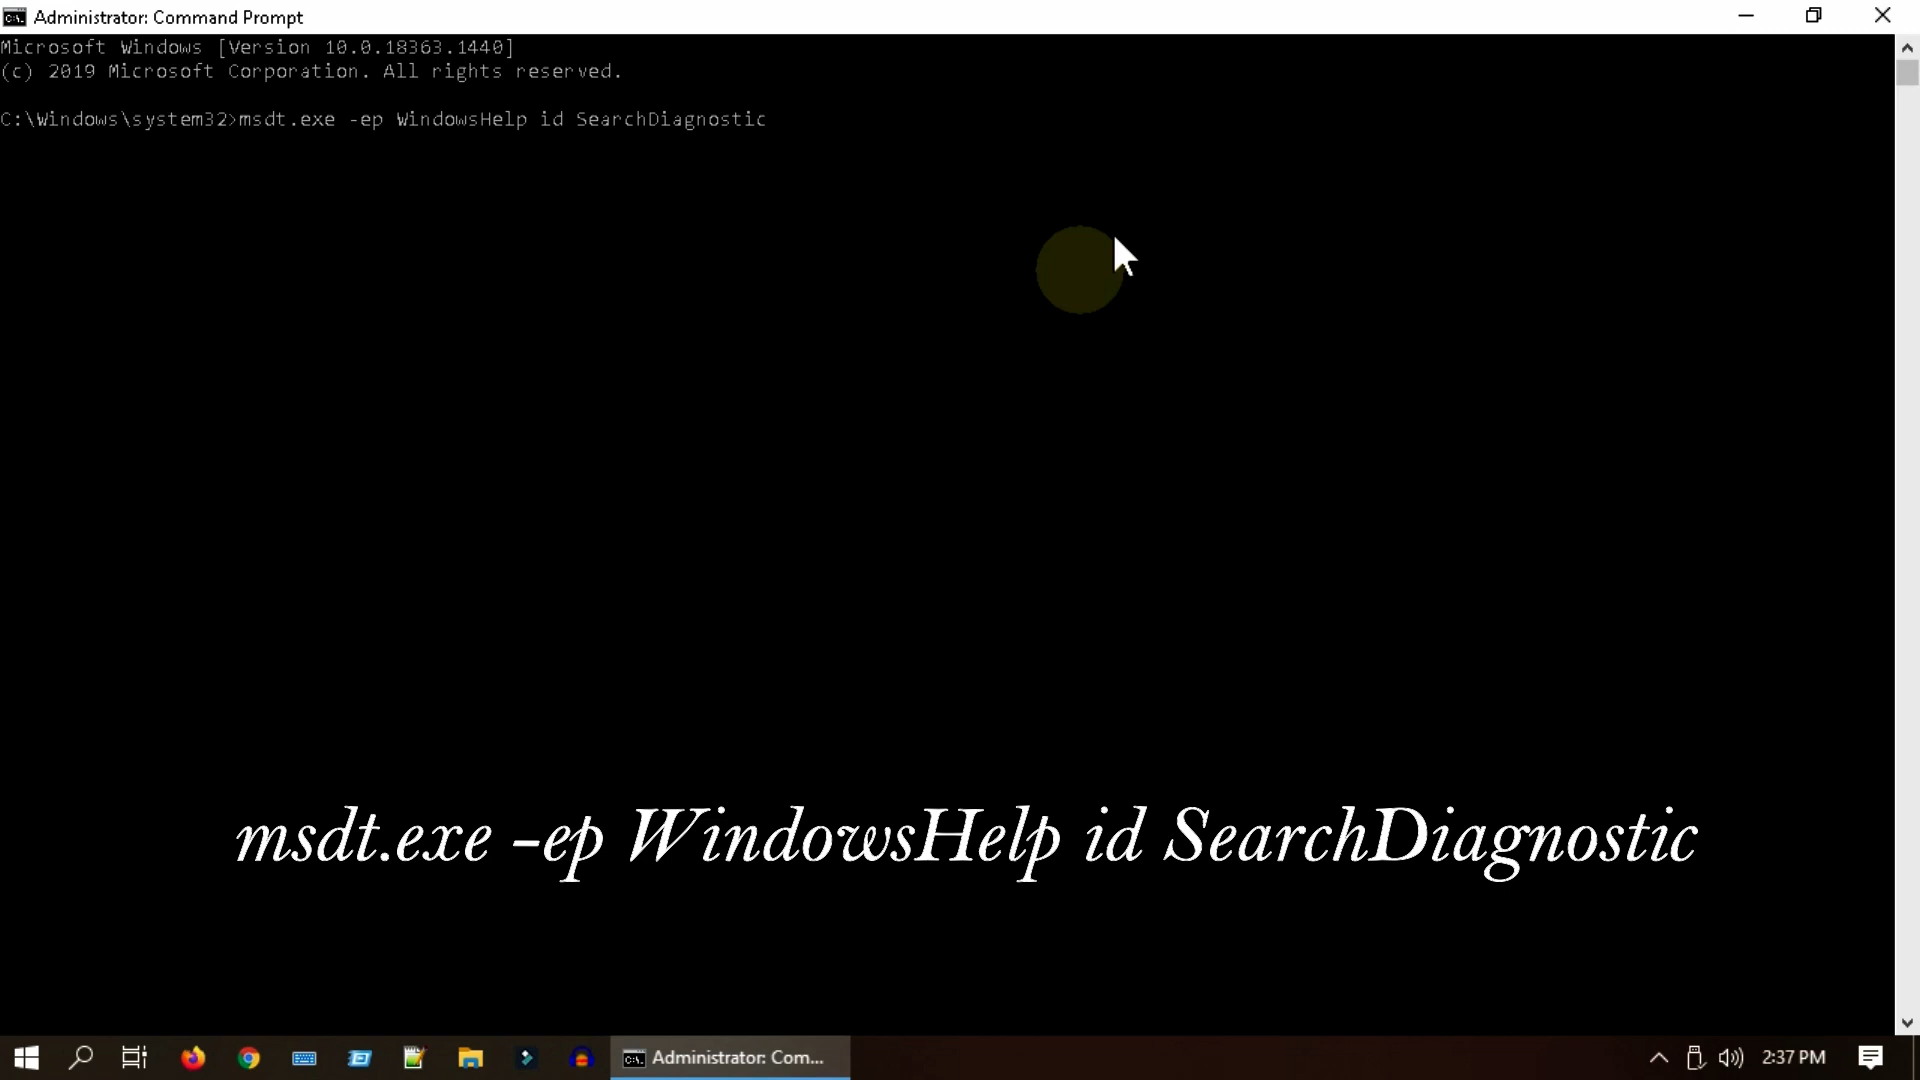 Administrator: Command Prompt
Microsoft Windows [Version 10.0.18363.1440]
(c) 2019 Microsoft Corporation. All rights reserved.
C:\Windows\system32>msdt.exe -ep WindowsHelp id SearchDiagnostic
msdt.exe -ep WindowsHelp id SearchDiagnostic
Administrator: Com...
2:37 PM